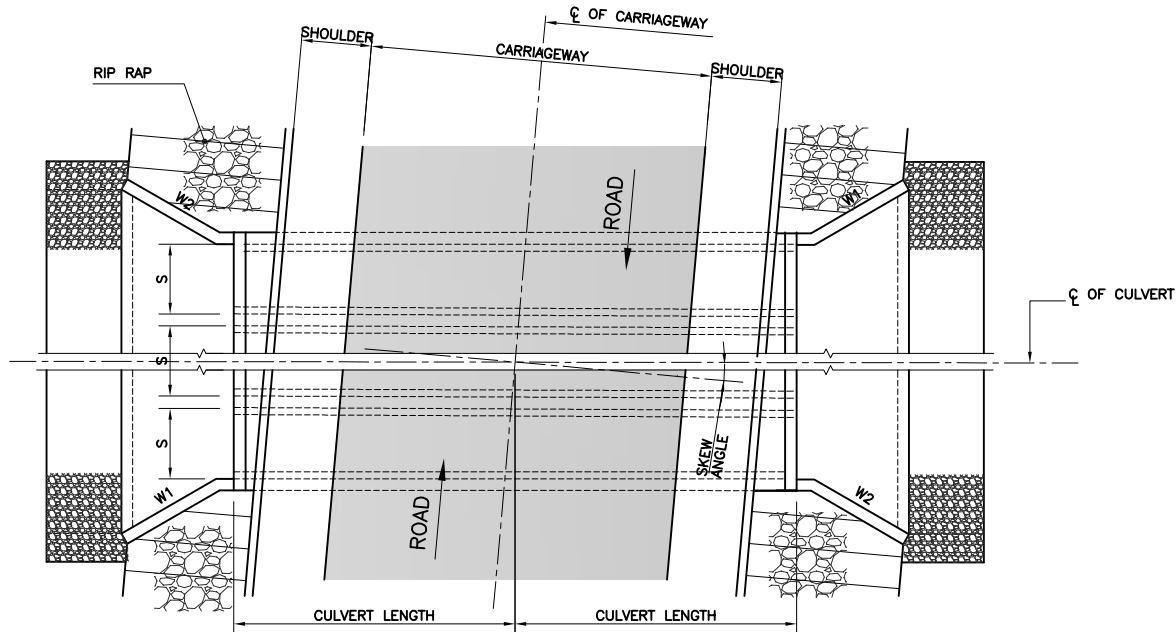 ℄ OF CARRIAGEWAY
SHOULDER
CARRIAGEWAY
SHOULDER
RIP RAP
W2
W1
ROAD
S
℄ OF CULVERT
S
S
SKEW
ANGLE
W1
W2
ROAD
CULVERT LENGTH
CULVERT LENGTH